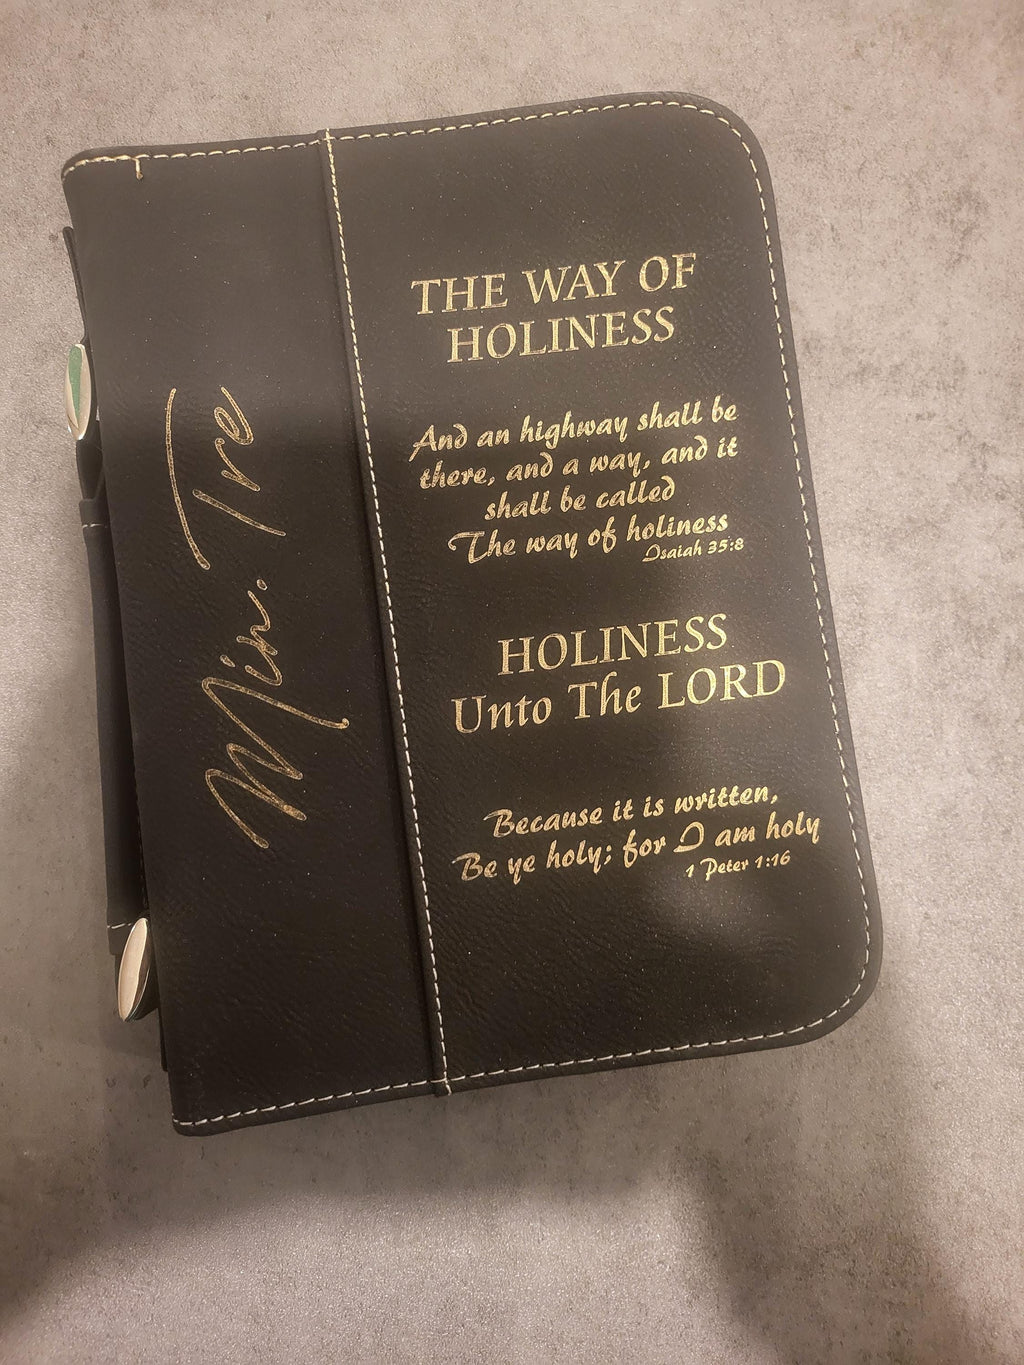 Min. Tre
THE WAY OF
HOLINESS
And an highway shall be
there, and a way, and it
shall be called
The way of holiness
Isaiah 35:8
HOLINESS
Unto The LORD
Because it is written,
Be ye holy; for I am holy
1 Peter 1:16